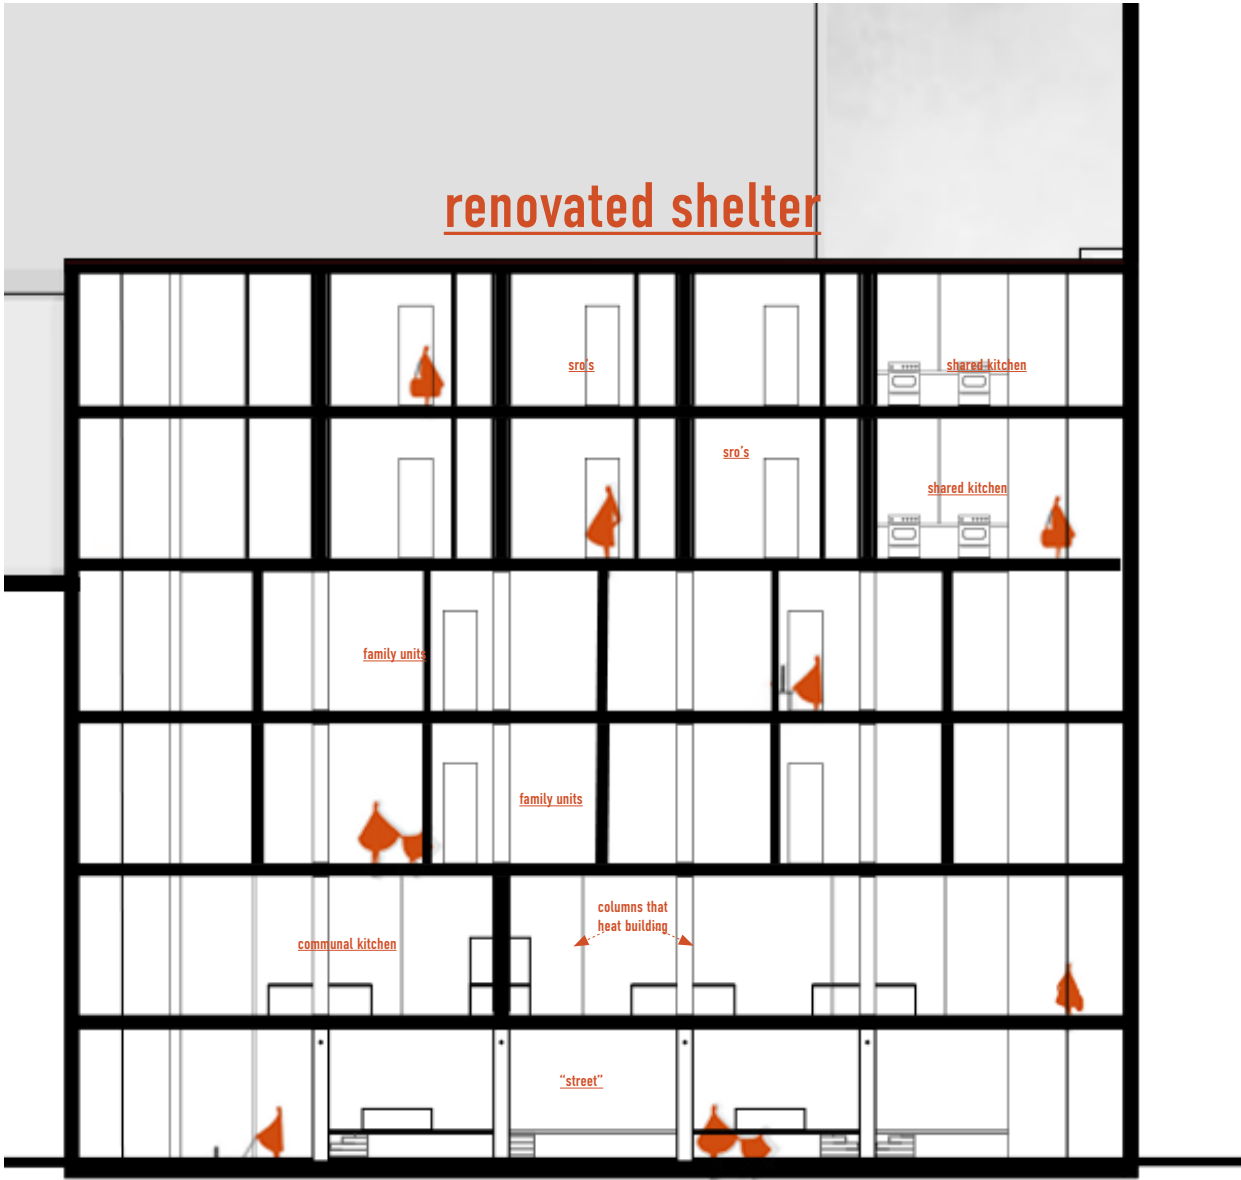 renovated shelter
sro's
shared kitchen
sro's
shared kitchen
family units
family units
columns that
heat building
communal kitchen
“street”